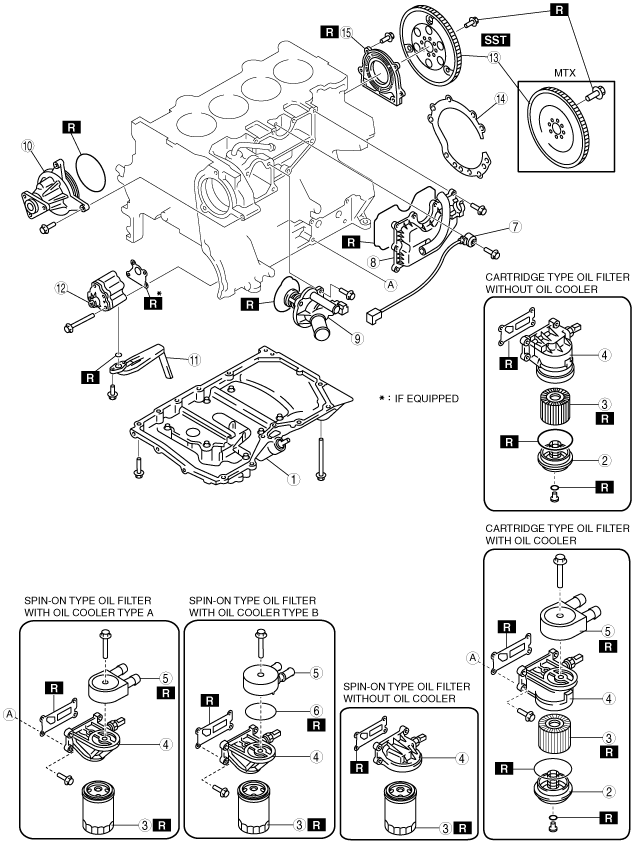 R
R 15
SST
13
MTX
14
10
R
7
R
8
A
12
*
R
R
9
CARTRIDGE TYPE OIL FILTER
WITHOUT OIL COOLER
R
4
R
11
* : IF EQUIPPED
3
R
R
2
1
R
CARTRIDGE TYPE OIL FILTER
WITH OIL COOLER
SPIN-ON TYPE OIL FILTER
WITH OIL COOLER TYPE A
SPIN-ON TYPE OIL FILTER
WITH OIL COOLER TYPE B
R
5
R
A
4
3
R
R
2
R
5
R
R
A
4
3 R
5
R
6
R
4
3 R
SPIN-ON TYPE OIL FILTER
WITHOUT OIL COOLER
R
4
3 R